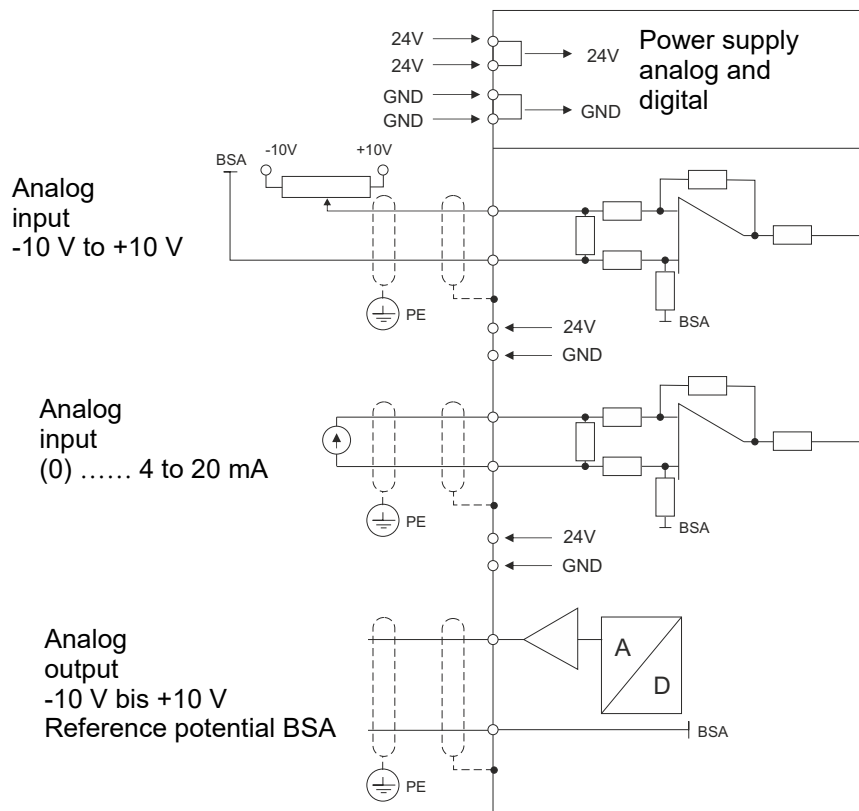 24V
24V
GND
GND
24V
GND
Power supply
analog and
digital
BSA
-10V
+10V
Analog
input
-10 V to +10 V
PE
BSA
24V
GND
Analog
input
(0) …… 4 to 20 mA
PE
BSA
24V
GND
Analog
output
-10 V bis +10 V
Reference potential BSA
A
D
BSA
PE